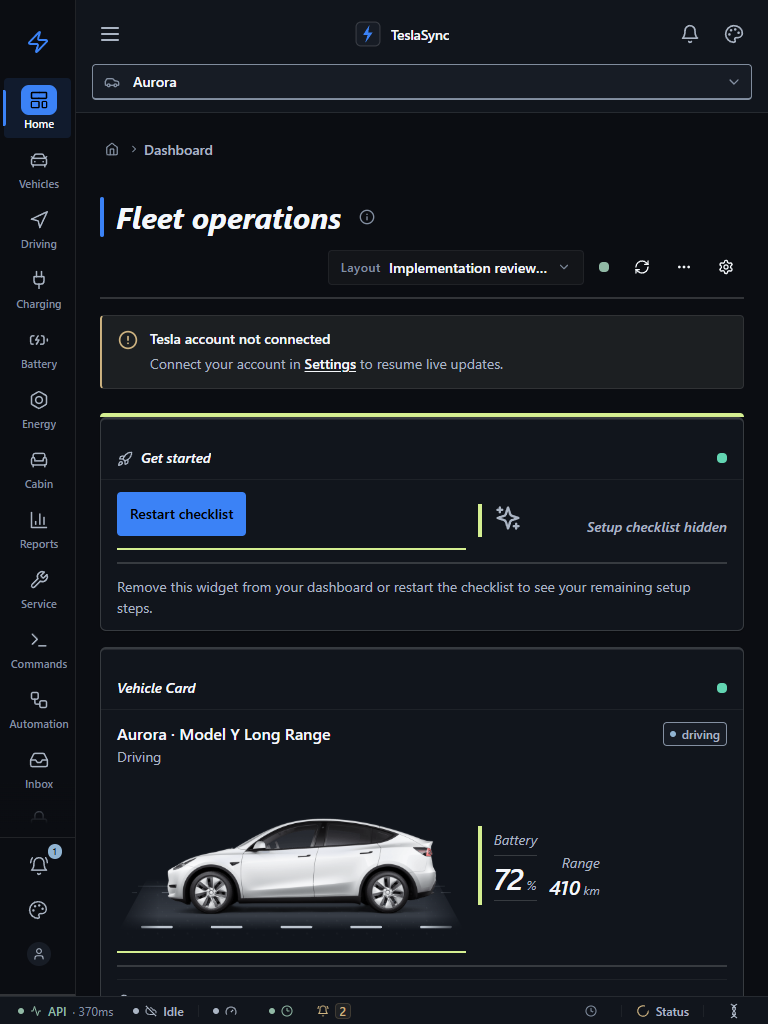 TeslaSync
Aurora
Home
Vehicles
Driving
Charging
Battery
Energy
Cabin
Reports
Service
Commands
Automation
Inbox
1
Dashboard
Fleet operations
Layout Implementation review...
Tesla account not connected
Connect your account in Settings to resume live updates.
Get started
Restart checklist
Setup checklist hidden
Remove this widget from your dashboard or restart the checklist to see your remaining setup
steps.
Vehicle Card
Aurora · Model Y Long Range
driving
Driving
Battery
72 %
Range
410 km
API · 370ms
Idle
2
Status